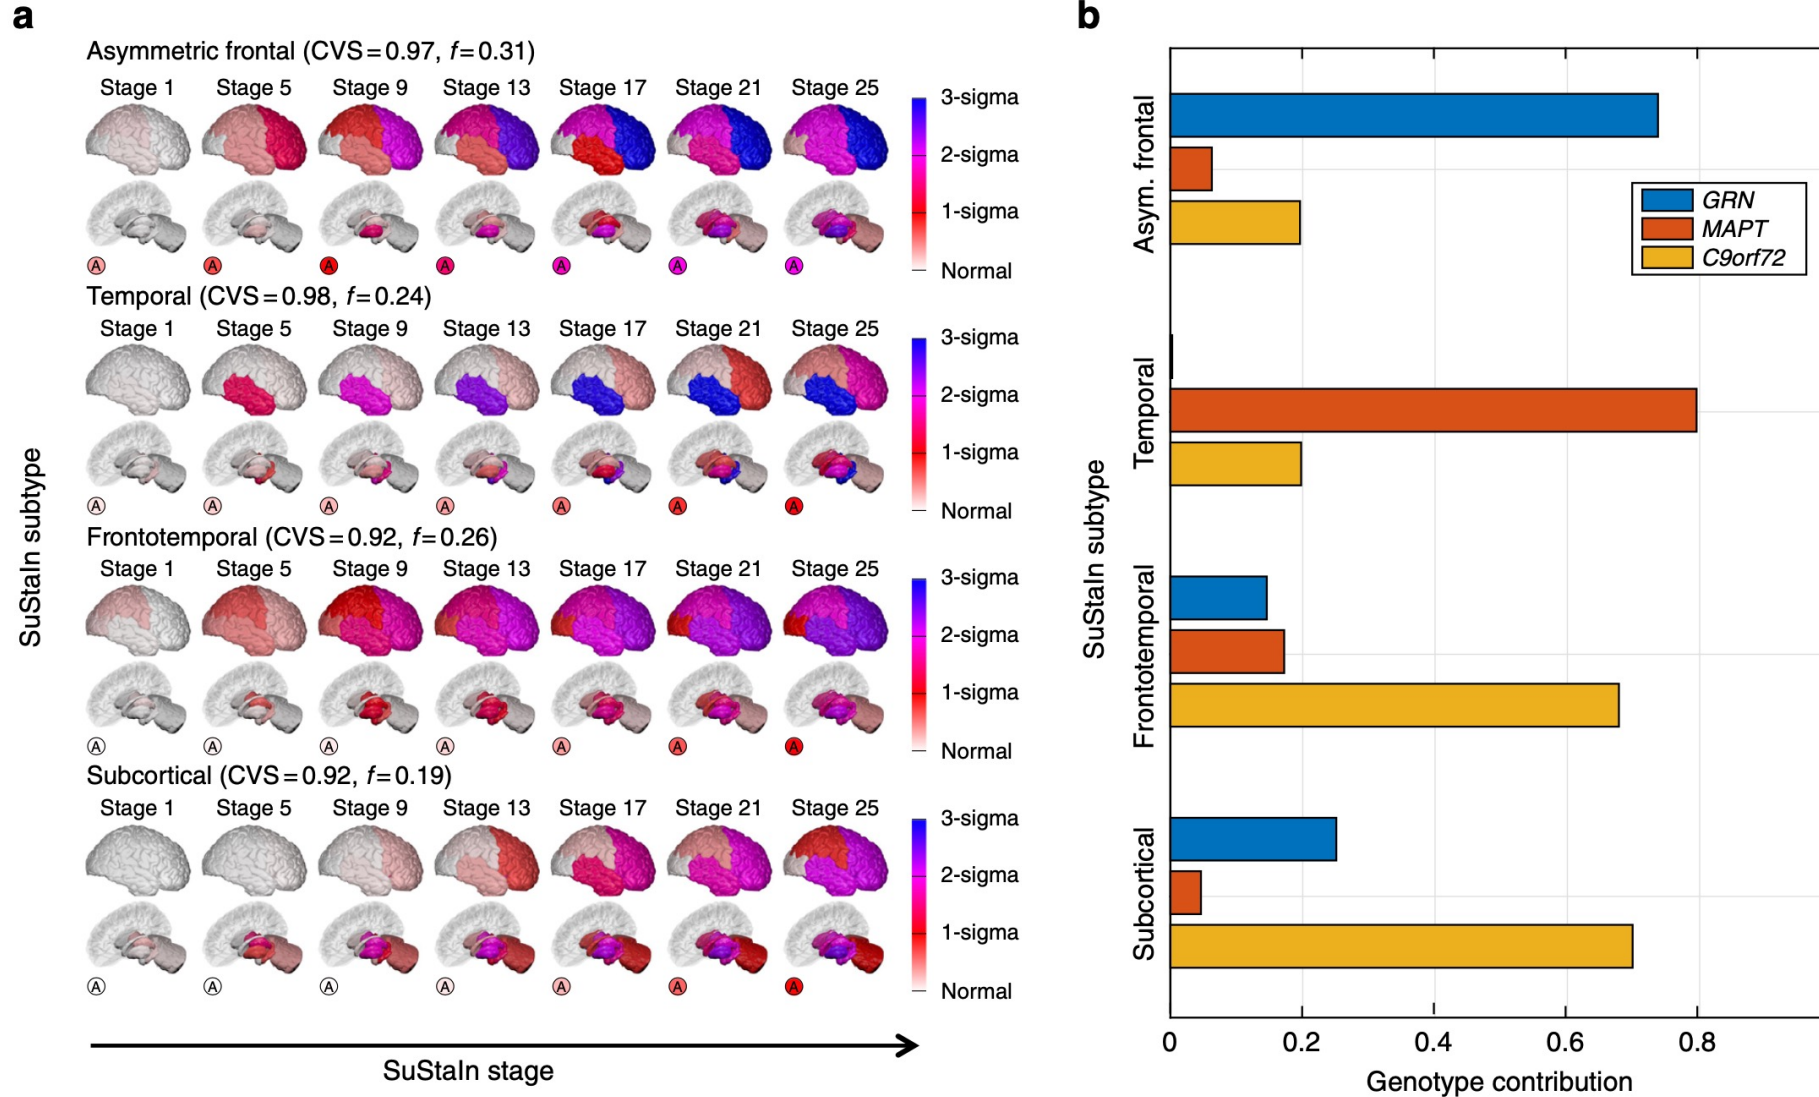 a
SuStaIn subtype
Asymmetric frontal (CVS=0.97, f=0.31)
Stage 1 Stage 5 Stage 9 Stage 13 Stage 17 Stage 21 Stage 25
3-sigma
2-sigma
1-sigma
Normal
A A A A A A A
Temporal (CVS=0.98, f=0.24)
Stage 1 Stage 5 Stage 9 Stage 13 Stage 17 Stage 21 Stage 25
3-sigma
2-sigma
1-sigma
Normal
A A A A A A A
Frontotemporal (CVS=0.92, f=0.26)
Stage 1 Stage 5 Stage 9 Stage 13 Stage 17 Stage 21 Stage 25
3-sigma
2-sigma
1-sigma
Normal
A A A A A A A
Subcortical (CVS=0.92, f=0.19)
Stage 1 Stage 5 Stage 9 Stage 13 Stage 17 Stage 21 Stage 25
3-sigma
2-sigma
1-sigma
Normal
A A A A A A A
SuStaIn stage
b
SuStaIn subtype
Asym. frontal
Temporal
Frontotemporal
Subcortical
GRN
MAPT
C9orf72
0 0.2 0.4 0.6 0.8
Genotype contribution